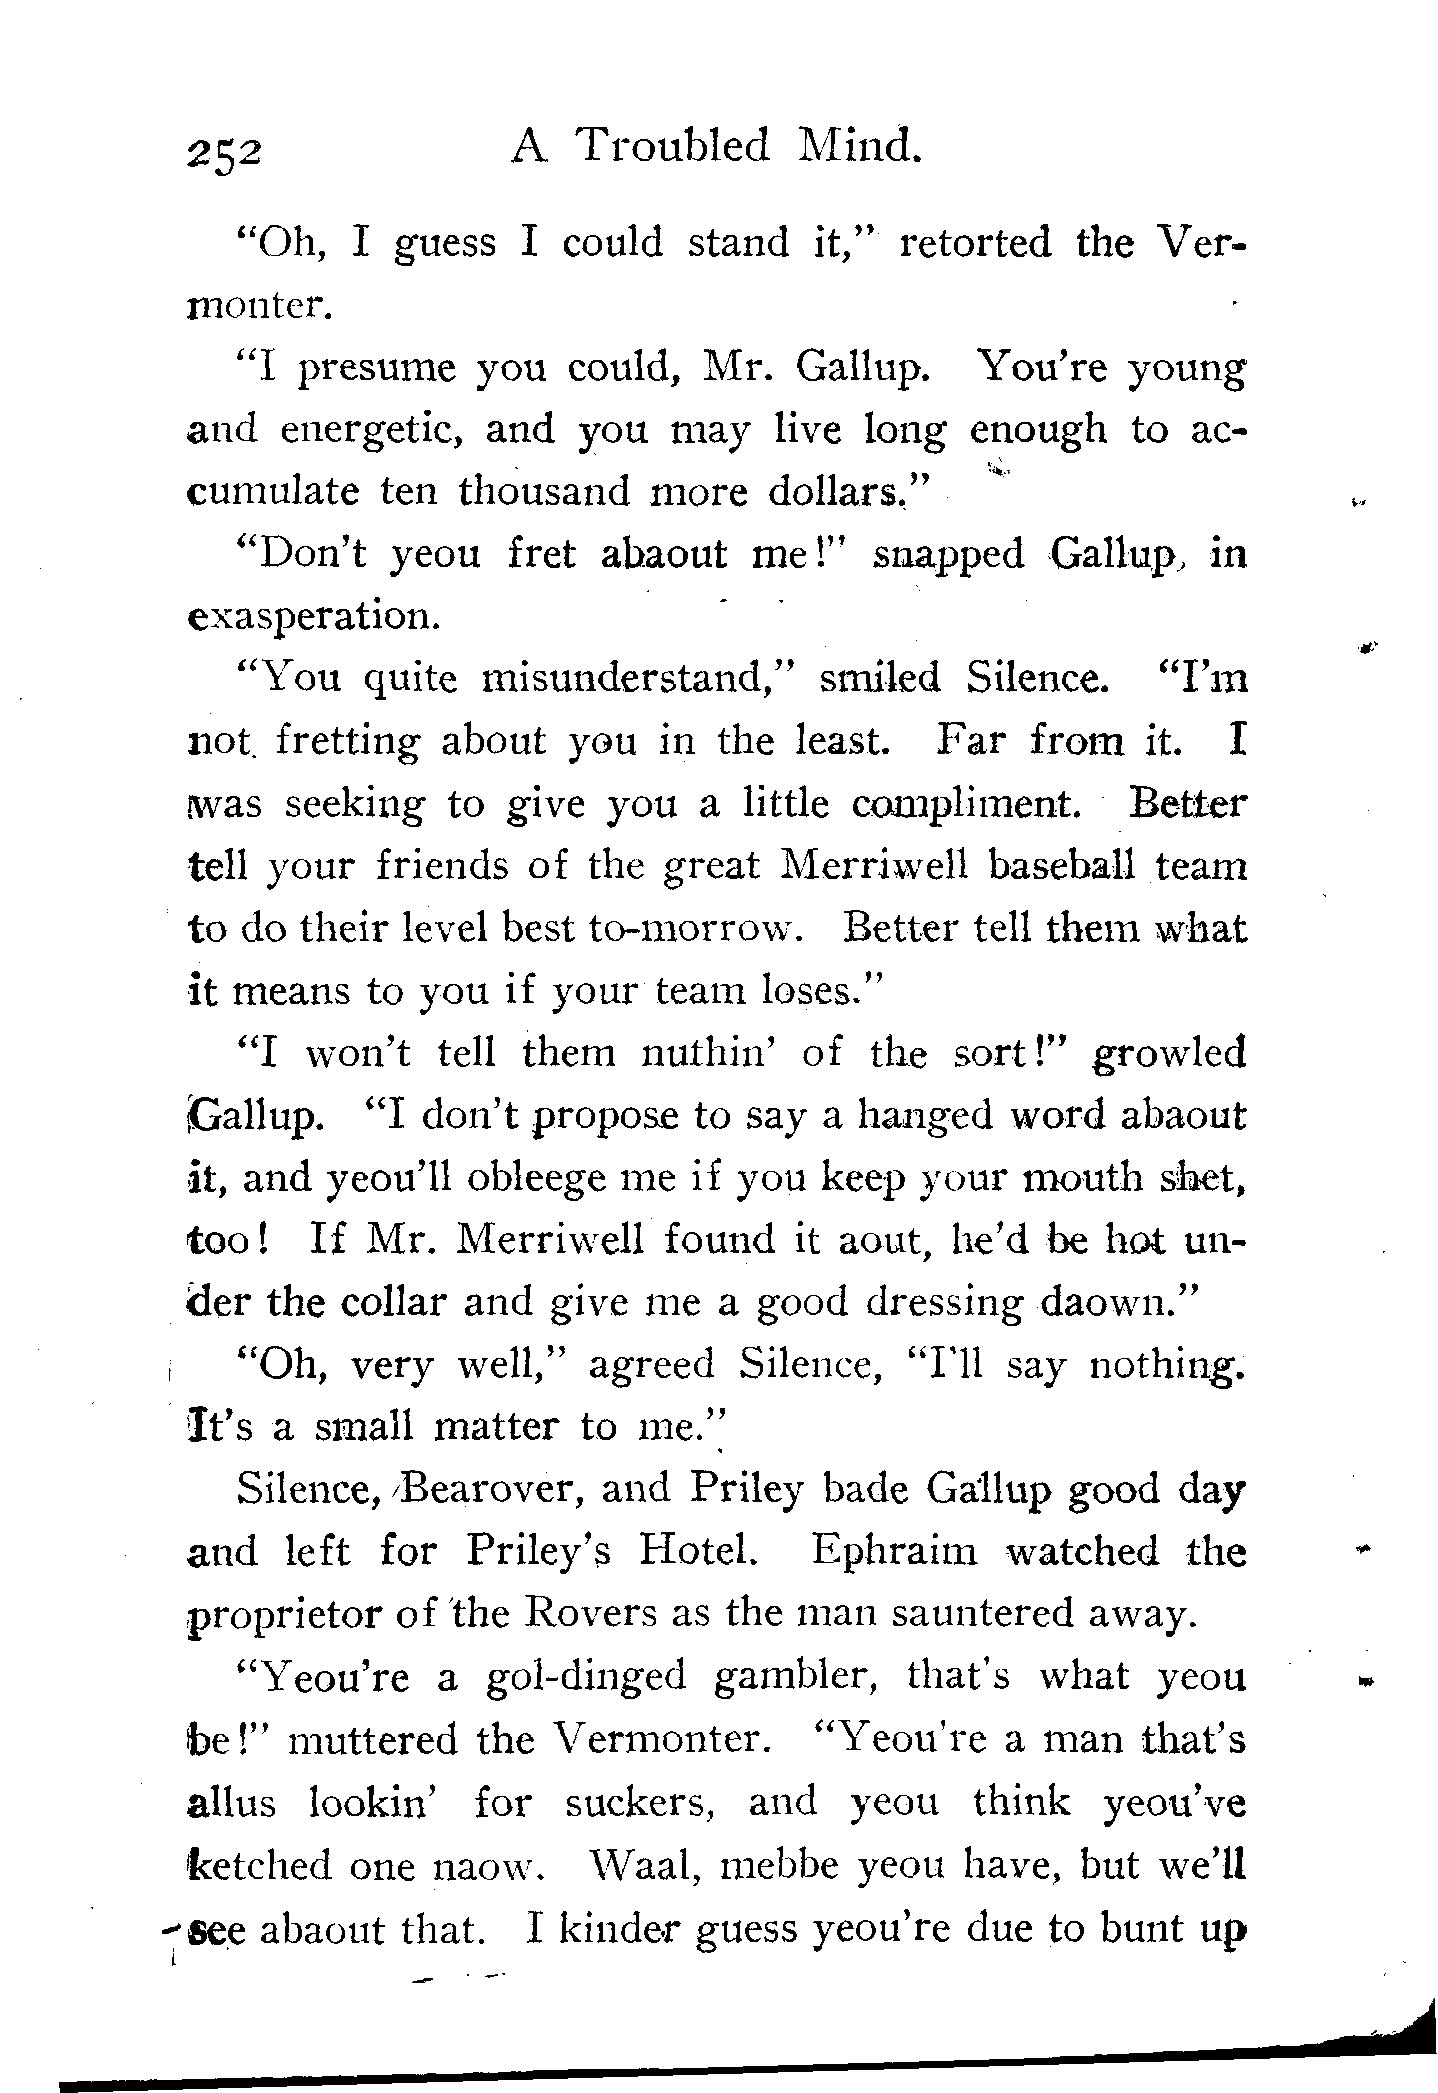 252 A Troubled Mind.
"Oh, I guess I could stand it," retorted the Ver-
monter.
"I presume you could, Mr. Gallup. You're young
and energetic, and you may live long enough to ac-
cumulate ten thousand more dollars."
"Don't yeou fret abaout me!" snapped Gallup, in
exasperation.
"You quite misunderstand," smiled Silence. "I'm
not fretting about you in the least. Far from it. I
was seeking to give you a little compliment. Better
tell your friends of the great Merriwell baseball team
to do their level best to-morrow. Better tell them what
it means to you if your team loses."
"I won't tell them nuthin' of the sort!" growled
Gallup. "I don't propose to say a hanged word abaout
it, and yeou'll obleege me if you keep your mouth shet,
too! If Mr. Merriwell found it aout, he'd be hot un-
der the collar and give me a good dressing daown."
"Oh, very well," agreed Silence, "I'll say nothing.
It's a small matter to me."
Silence, Bearover, and Priley bade Gallup good day
and left for Priley's Hotel. Ephraim watched the
proprietor of the Rovers as the man sauntered away.
"Yeou're a gol-dinged gambler, that's what yeou
be!" muttered the Vermonter. "Yeou're a man that's
allus lookin' for suckers, and yeou think yeou've
ketched one naow. Waal, mebbe yeou have, but we'll
see abaout that. I kinder guess yeou're due to bunt up